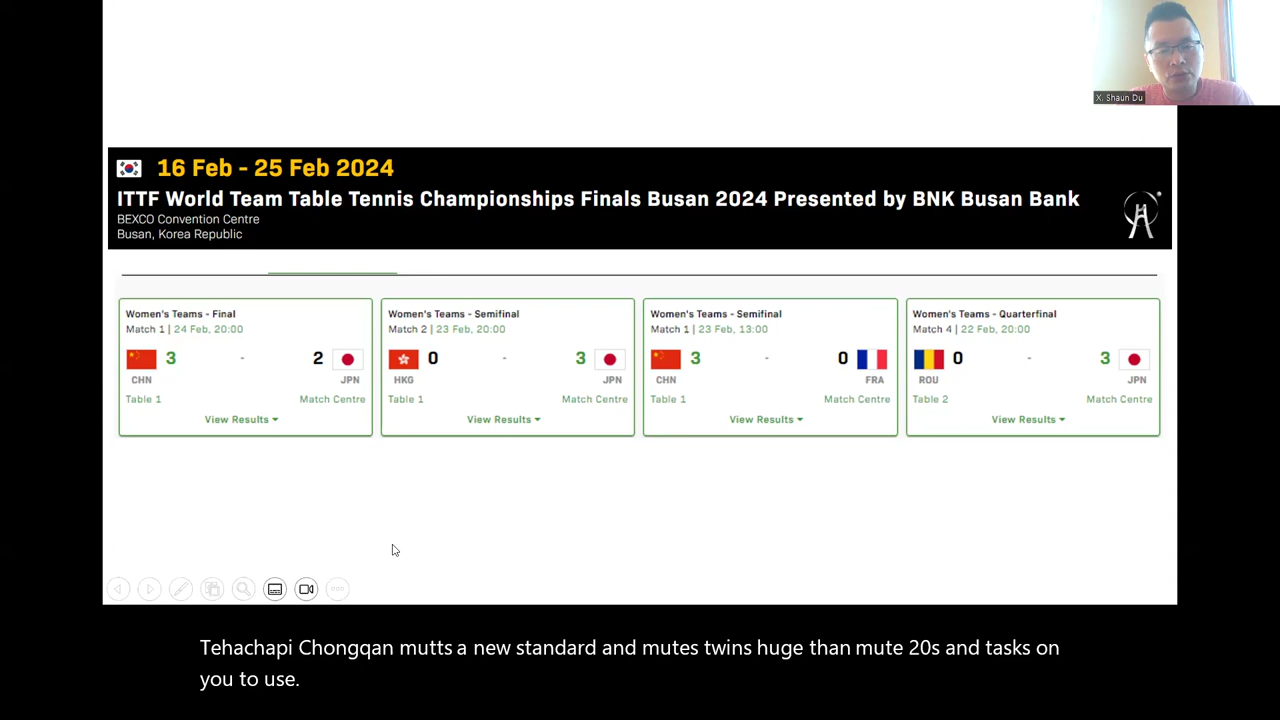 X. Shaun Du
16 Feb - 25 Feb 2024
ITTF World Team Table Tennis Championships Finals Busan 2024 Presented by BNK Busan Bank
BEXCO Convention Centre
Busan, Korea Republic
Women's Teams - Final
Match 1 | 24 Feb, 20:00
3 - 2
CHN JPN
Table 1 Match Centre
View Results
Women's Teams - Semifinal
Match 2 | 23 Feb, 20:00
0 - 3
HKG JPN
Table 1 Match Centre
View Results
Women's Teams - Semifinal
Match 1 | 23 Feb, 13:00
3 - 0
CHN FRA
Table 1 Match Centre
View Results
Women's Teams - Quarterfinal
Match 4 | 22 Feb, 20:00
0 - 3
ROU JPN
Table 2 Match Centre
View Results
Tehachapi Chongqan mutts a new standard and mutes twins huge than mute 20s and tasks on
you to use.